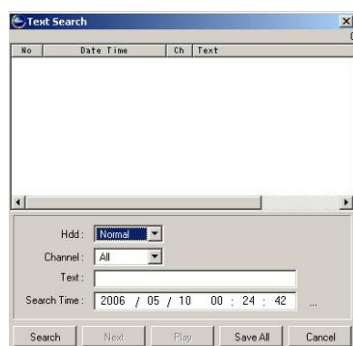 Text Search
No Date Time Ch Text
Hdd : Normal
Channel : All
Text :
Search Time : 2006 / 05 / 10 00 : 24 : 42 ...
Search Next Play Save All Cancel